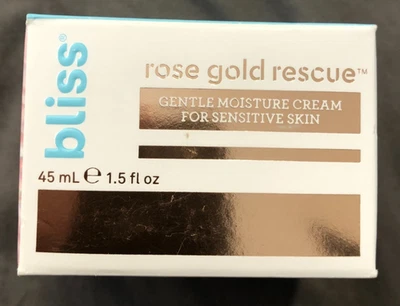 bliss®
rose gold rescue™
GENTLE MOISTURE CREAM
FOR SENSITIVE SKIN
45 mL ℮ 1.5 fl oz